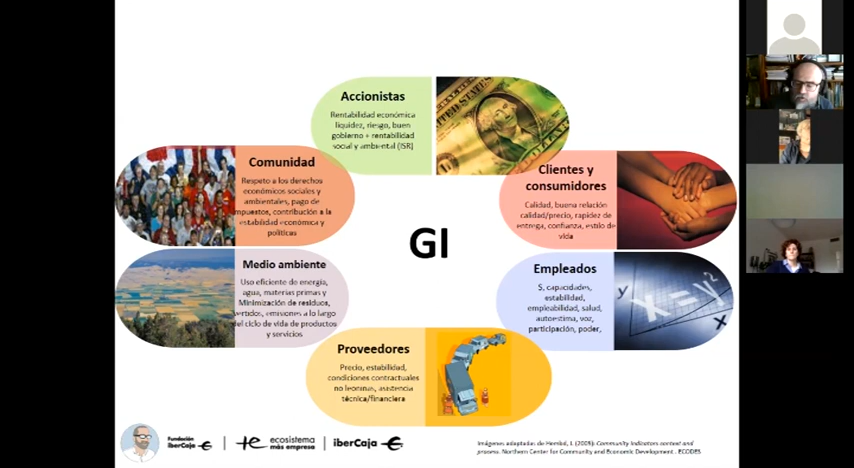 Accionistas
Rentabilidad económica
liquidez, riesgo, buen
gobierno + rentabilidad
social y ambiental (ISR)
Comunidad
Respeto a los derechos
económicos sociales y
ambientales, pago de
impuestos, contribución a la
estabilidad económica y
políticas
Clientes y
consumidores
Calidad, buena relación
calidad/precio, rapidez de
entrega, confianza, estilo de
vida
GI
Medio ambiente
Uso eficiente de energía,
agua, materias primas y
Minimización de residuos,
vertidos, emisiones a lo largo
del ciclo de vida de productos
y servicios
Empleados
S, capacidades,
estabilidad,
empleabilidad, salud,
autoestima, voz,
participación, poder,
y x = y² x
Proveedores
Precio, estabilidad,
condiciones contractuales
no leoninas, asistencia
técnica/financiera
Fundación
iberCaja
+e ecosistema
más empresa
iberCaja
Imágenes adaptadas de Hembd, J. (2005): Community Indicators context and
process. Northern Center for Community and Economic Development. ECODES